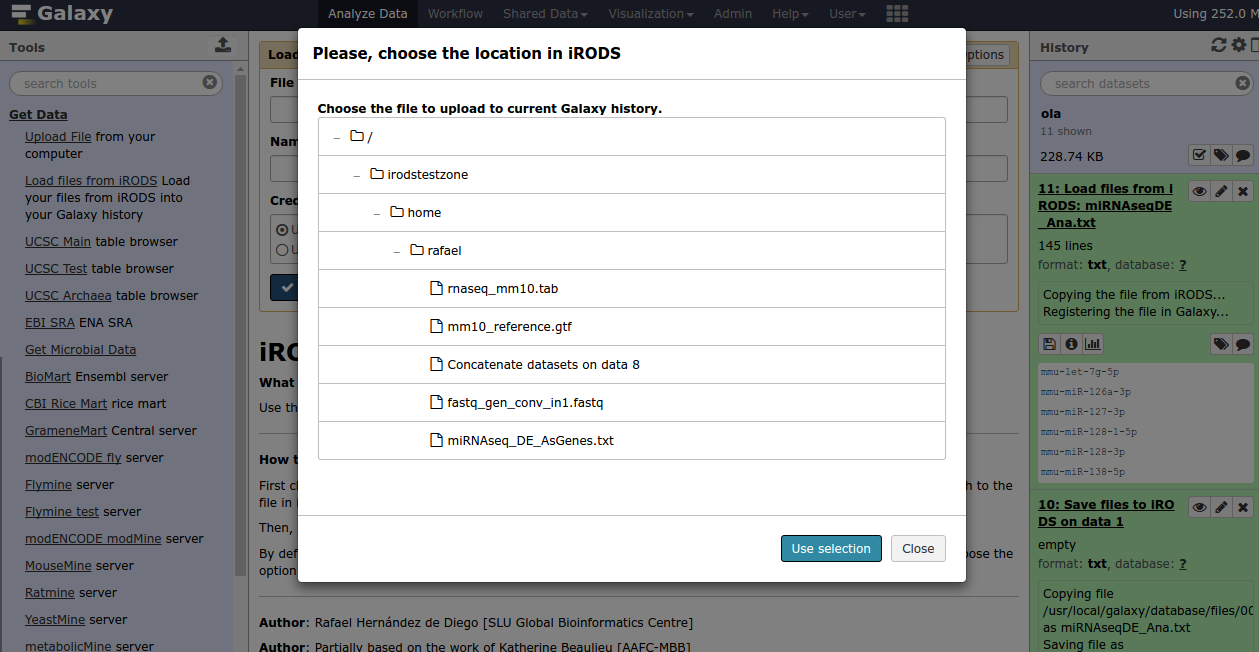 Galaxy
Analyze Data Workflow Shared Data Visualization Admin Help User
Using 252.0 M
Tools
search tools
Get Data
Upload File from your
computer
Load files from iRODS Load
your files from iRODS into
your Galaxy history
UCSC Main table browser
UCSC Test table browser
UCSC Archaea table browser
EBI SRA ENA SRA
Get Microbial Data
BioMart Ensembl server
CBI Rice Mart rice mart
GrameneMart Central server
modENCODE fly server
Flymine server
Flymine test server
modENCODE modMine server
MouseMine server
Ratmine server
YeastMine server
metabolicMine server
Load
ptions
File
Nam
Cred
U
U
iRO
What
Use th
How t
First cl
h to the
file in i
Then,
By def
oose the
option
Author: Rafael Hernández de Diego [SLU Global Bioinformatics Centre]
Author: Partially based on the work of Katherine Beaulieu [AAFC-MBB]
Please, choose the location in iRODS
Choose the file to upload to current Galaxy history.
– /
– irodstestzone
– home
– rafael
rnaseq_mm10.tab
mm10_reference.gtf
Concatenate datasets on data 8
fastq_gen_conv_in1.fastq
miRNAseq_DE_AsGenes.txt
Use selection Close
History
search datasets
ola
11 shown
228.74 KB
11: Load files from i
RODS: miRNAseqDE
_Ana.txt
145 lines
format: txt, database: ?
Copying the file from iRODS...
Registering the file in Galaxy...
mmu-let-7g-5p
mmu-miR-126a-3p
mmu-miR-127-3p
mmu-miR-128-1-5p
mmu-miR-128-3p
mmu-miR-138-5p
10: Save files to iRO
DS on data 1
empty
format: txt, database: ?
Copying file
/usr/local/galaxy/database/files/00
as miRNAseqDE_Ana.txt
Saving file as